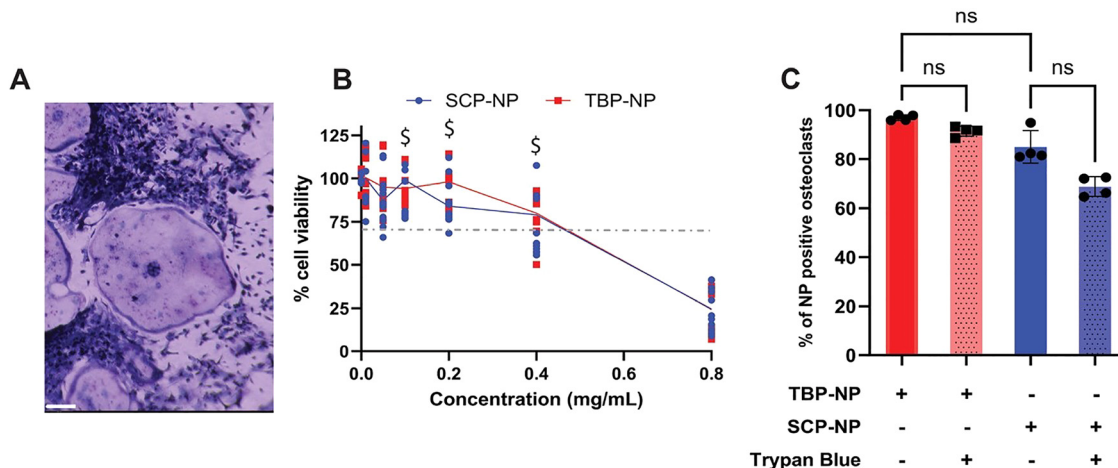 A
B
SCP-NP TBP-NP
% cell viability
125
100
75
50
25
0
$ $ $
0.0 0.2 0.4 0.6 0.8
Concentration (mg/mL)
C
ns
ns ns
% of NP positive osteoclasts
100
80
60
40
20
0
TBP-NP + + - -
SCP-NP - - + +
Trypan Blue - + - +